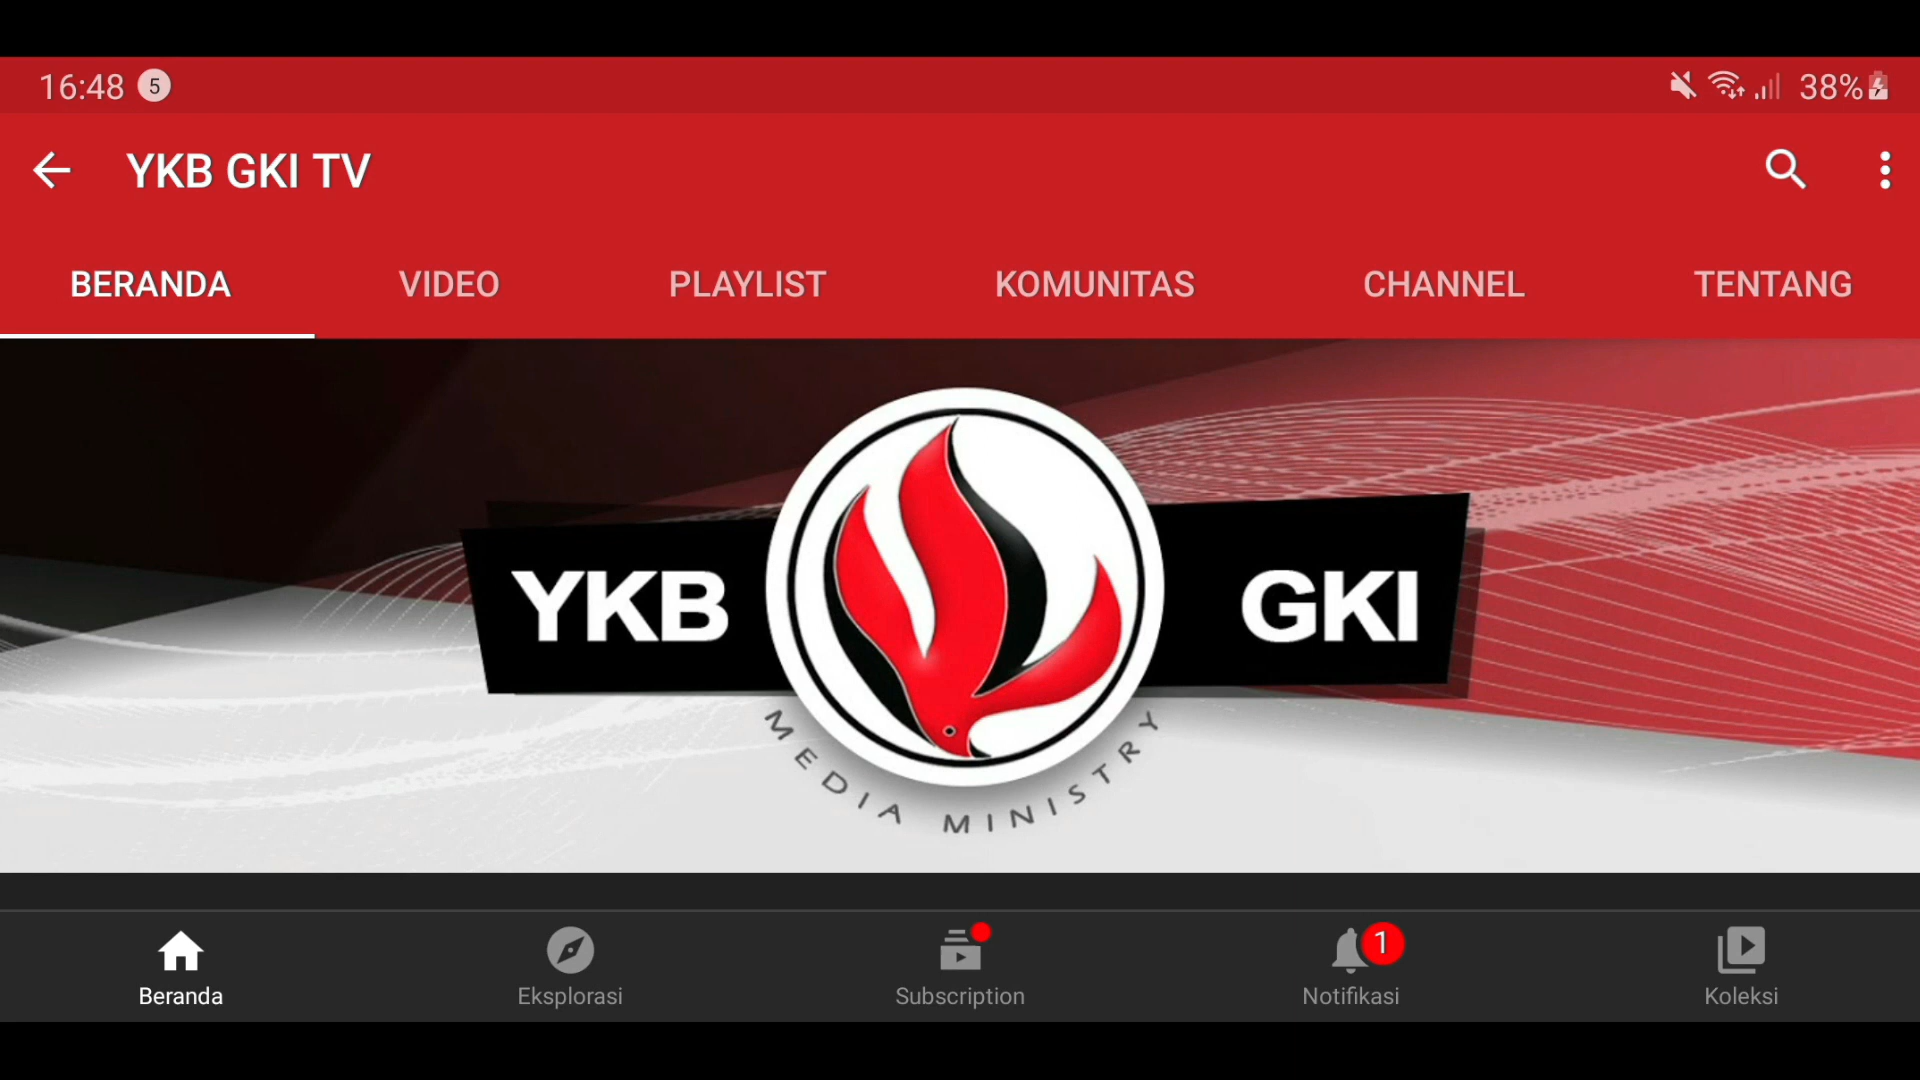 16:48 5 38%
YKB GKI TV
BERANDA VIDEO PLAYLIST KOMUNITAS CHANNEL TENTANG
YKB GKI
MEDIA MINISTRY
1
Beranda Eksplorasi Subscription Notifikasi Koleksi